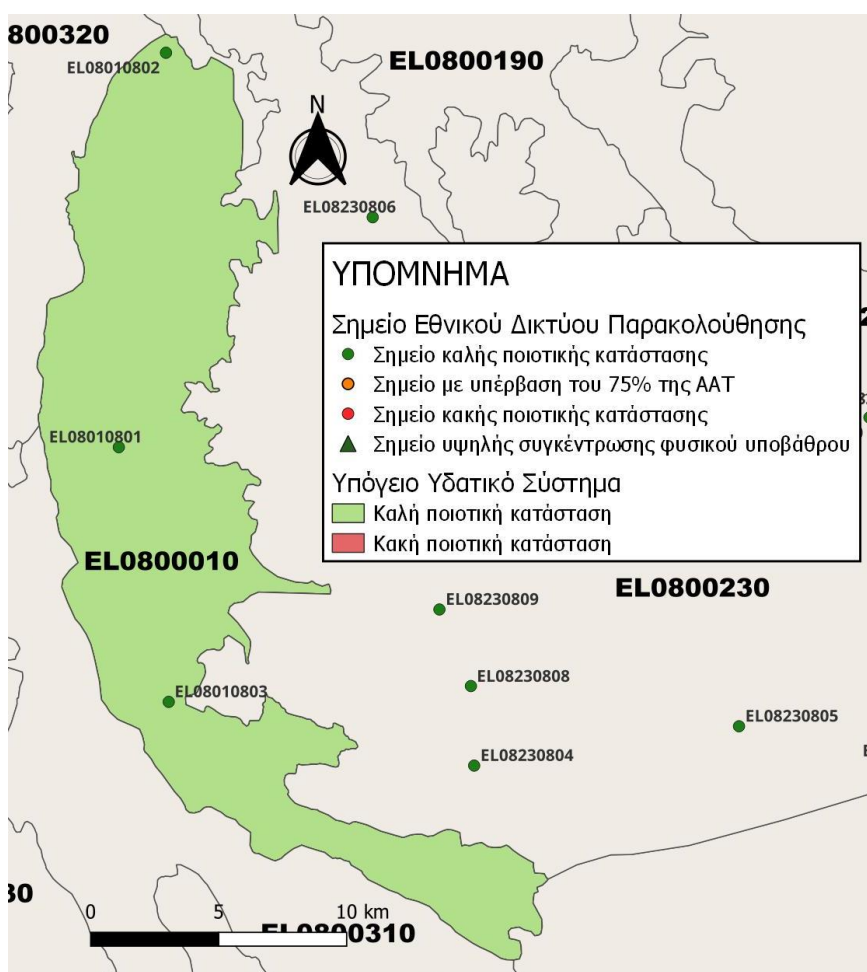 800320
EL08010802
EL0800190
N
EL08230806
ΥΠΟΜΝΗΜΑ
Σημείο Εθνικού Δικτύου Παρακολούθησης
Σημείο καλής ποιοτικής κατάστασης
Σημείο με υπέρβαση του 75% της ΑΑΤ
Σημείο κακής ποιοτικής κατάστασης
Σημείο υψηλής συγκέντρωσης φυσικού υποβάθρου
Υπόγειο Υδατικό Σύστημα
Καλή ποιοτική κατάσταση
Κακή ποιοτική κατάσταση
EL08010801
EL0800010
EL0800230
EL08230809
EL08230808
EL08010803
EL08230805
EL08230804
30
0 5 10 km
EL0800310